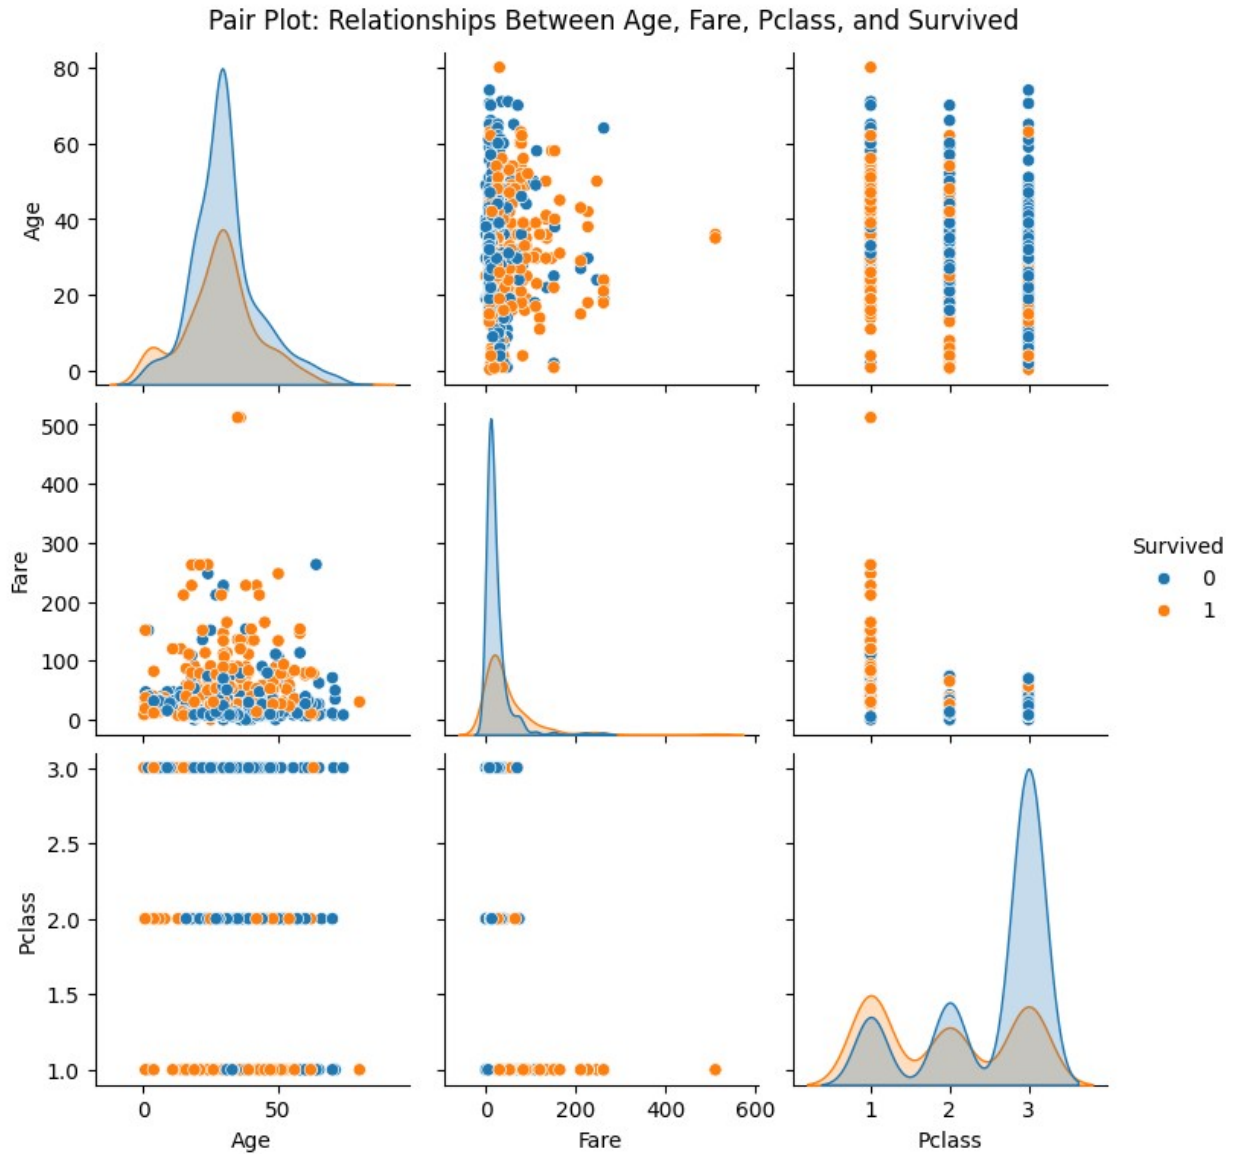 Pair Plot: Relationships Between Age, Fare, Pclass, and Survived
80
60
40
20
0
Age
500
400
300
200
100
0
Fare
Survived
0
1
3.0
2.5
2.0
1.5
1.0
Pclass
0 50
Age
0 200 400 600
Fare
1 2 3
Pclass